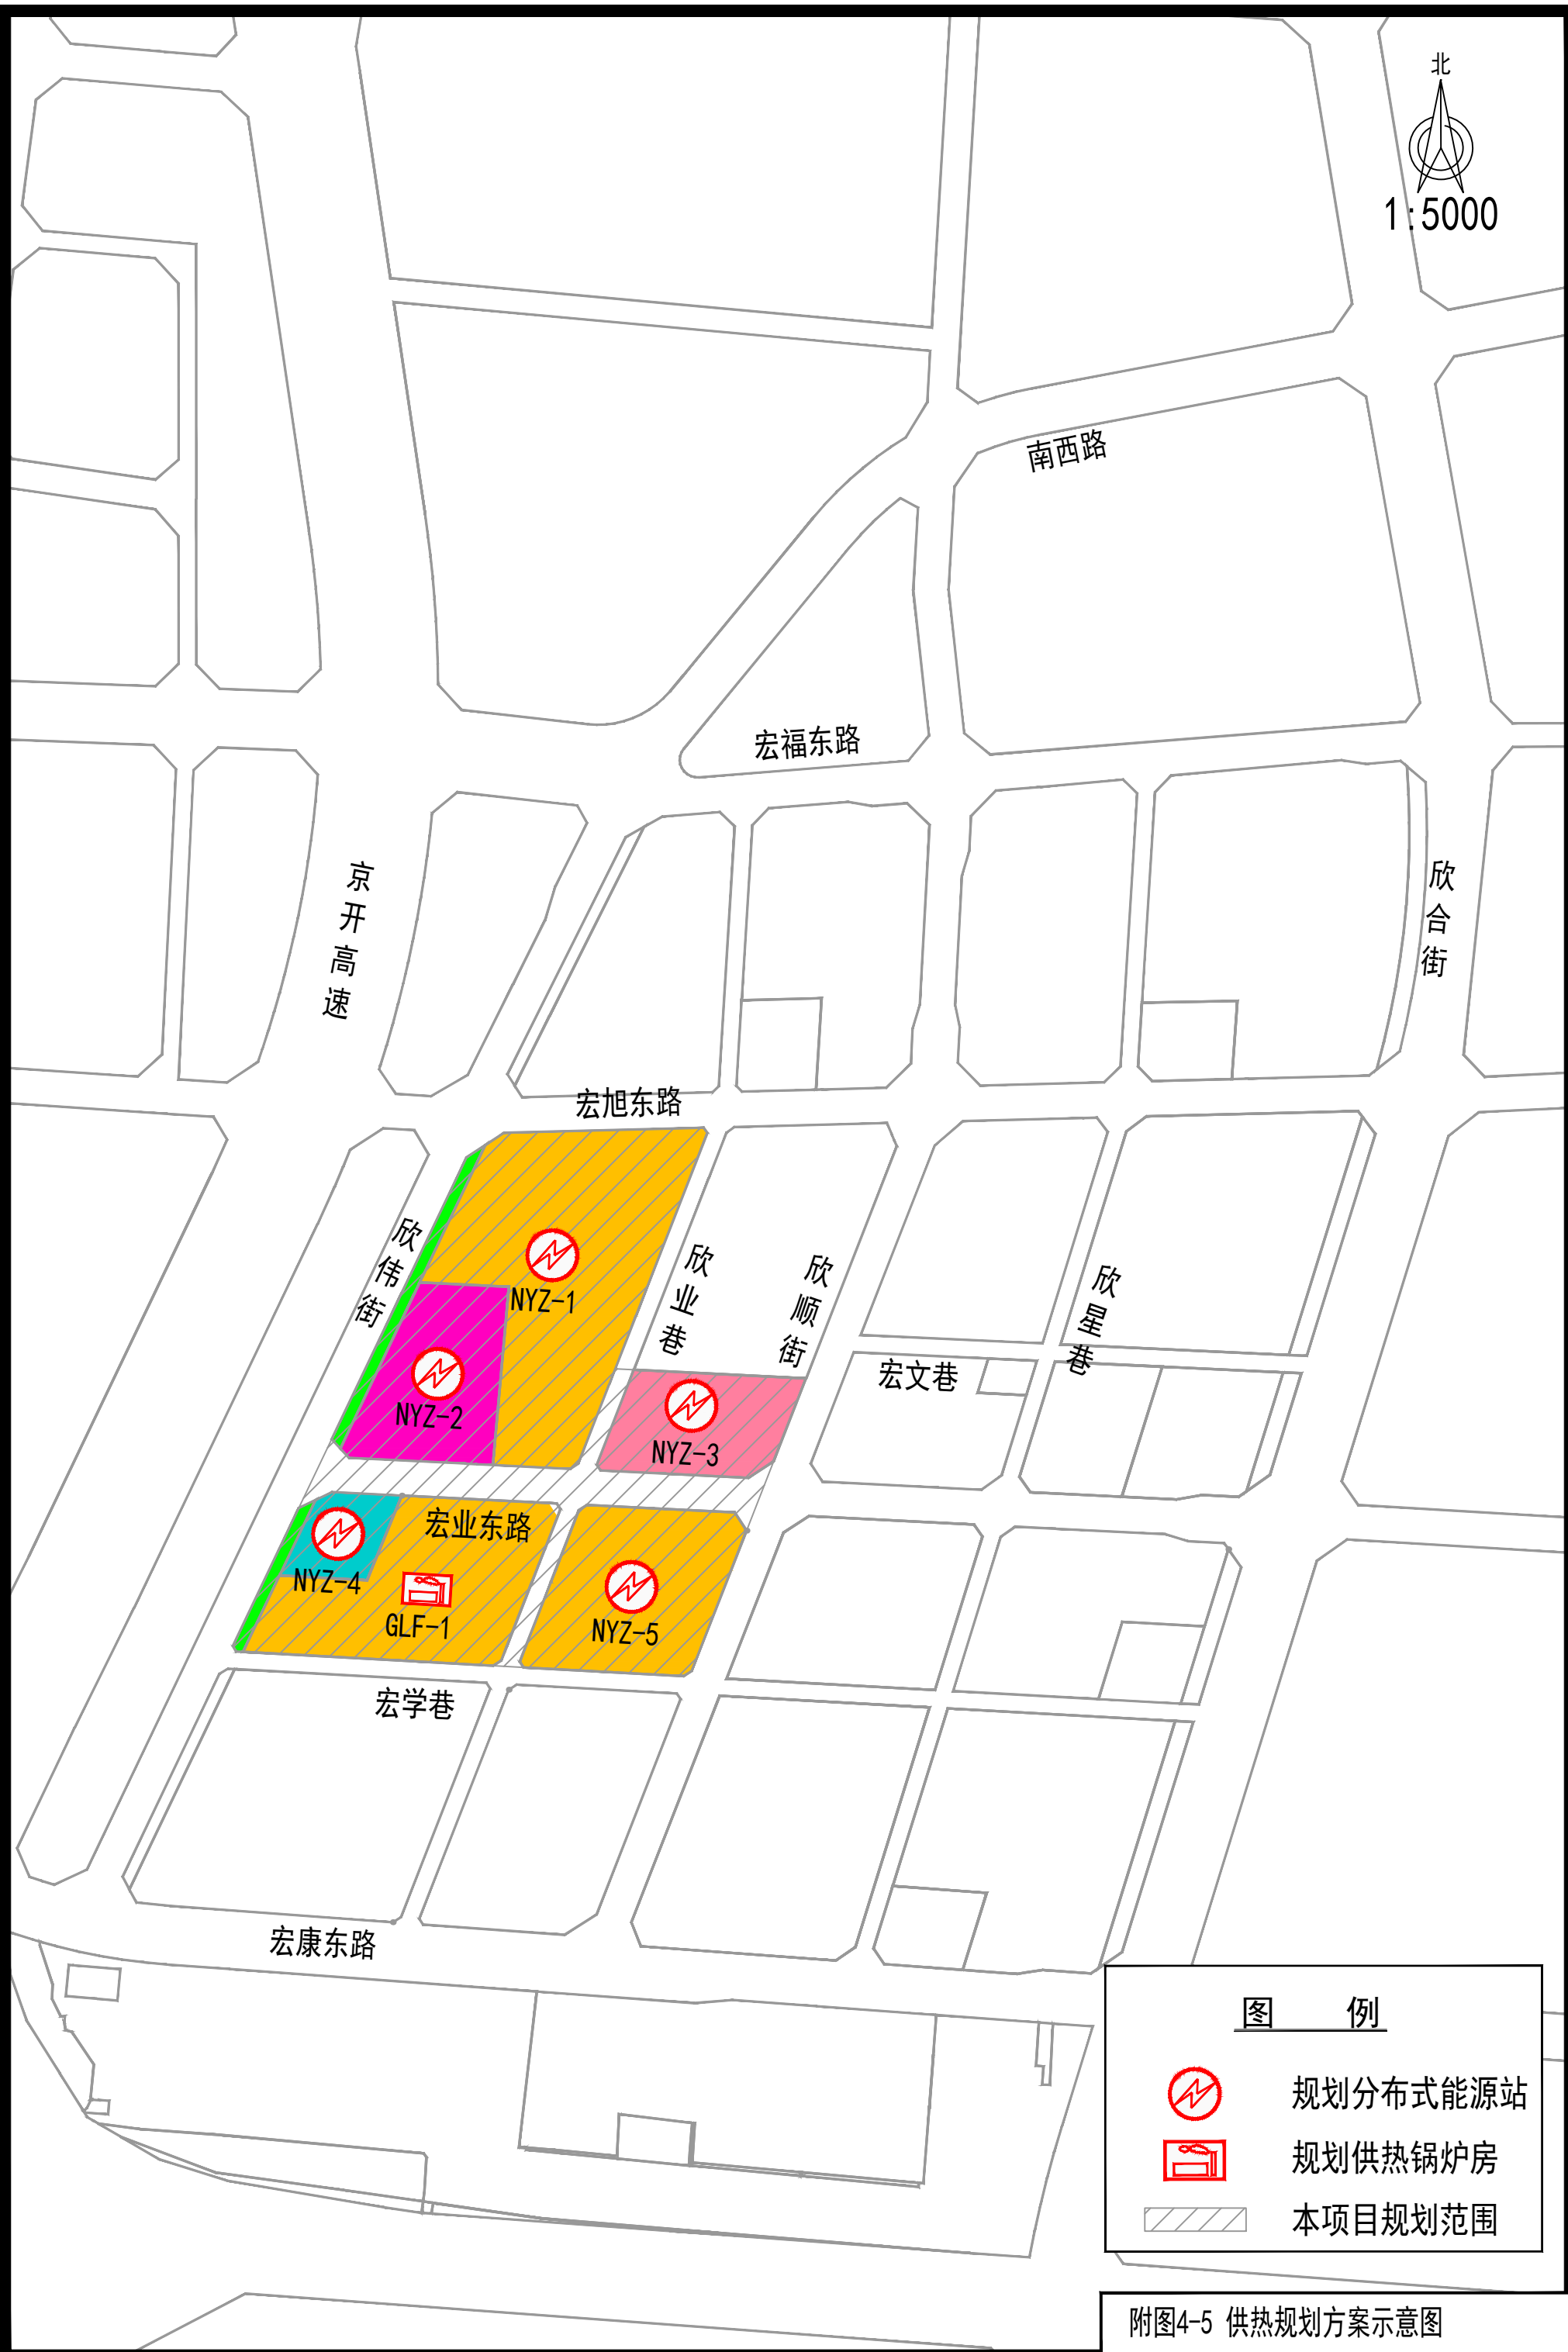 北
1:5000
南西路
宏福东路
京开高速
欣合街
宏旭东路
欣伟街
NYZ-1
欣业巷
欣顺街
欣星巷
宏文巷
NYZ-2
NYZ-3
宏业东路
NYZ-4
GLF-1
NYZ-5
宏学巷
宏康东路
图 例
规划分布式能源站
规划供热锅炉房
本项目规划范围
附图4-5 供热规划方案示意图